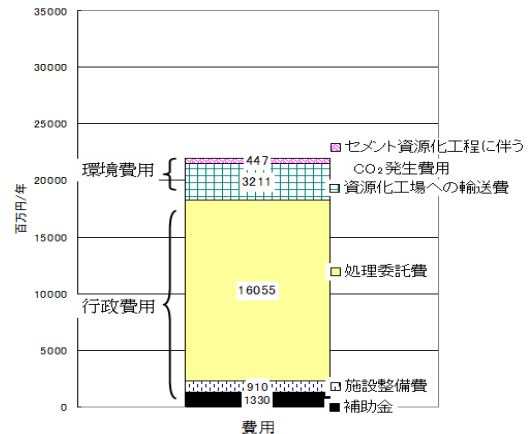 35000
30000
25000
20000
15000
10000
5000
0
百万円/年
環境費用
行政費用
447
3211
16055
910
1330
セメント資源化工程に伴う
CO₂発生費用
資源化工場への輸送費
処理委託費
施設整備費
補助金
費用